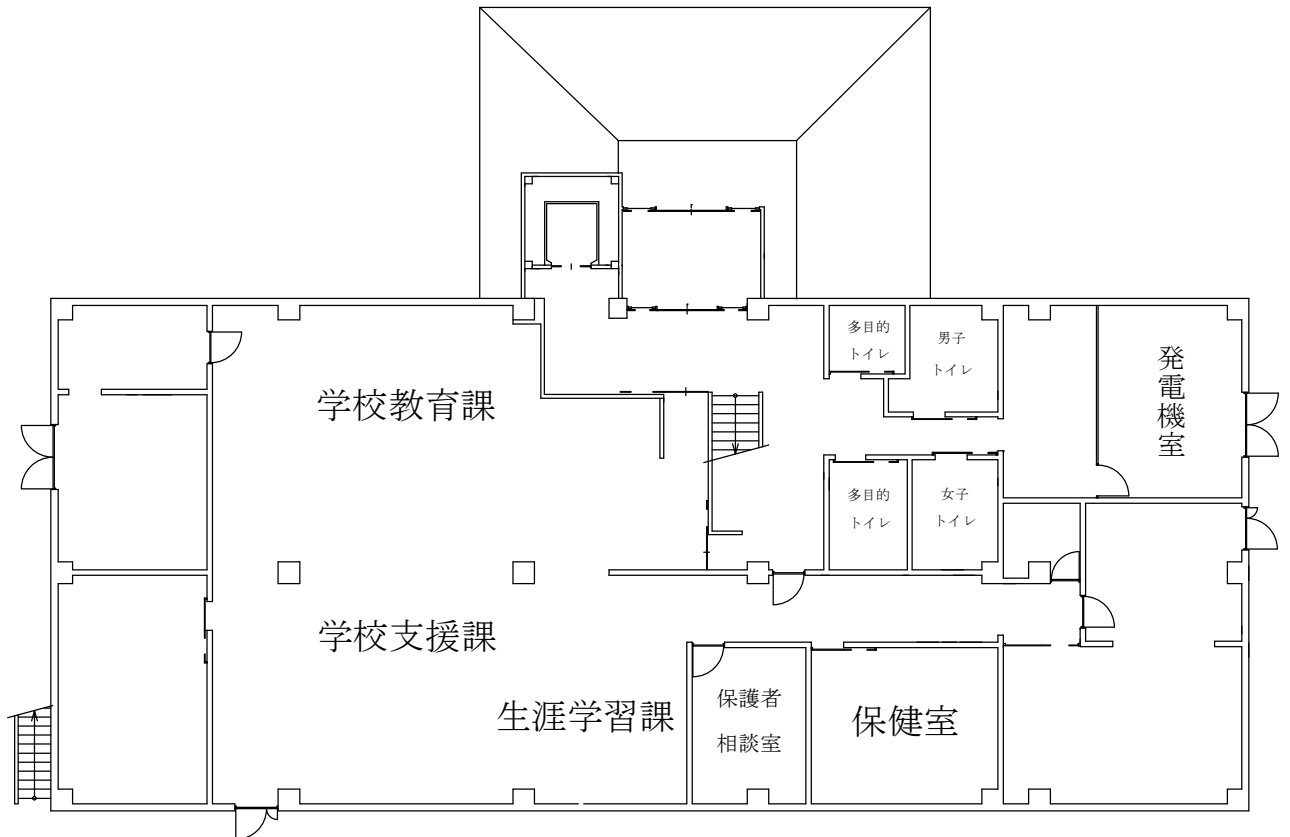 多目的
トイレ
男子
トイレ
発電機室
学校教育課
多目的
トイレ
女子
トイレ
学校支援課
生涯学習課
保護者
相談室
保健室